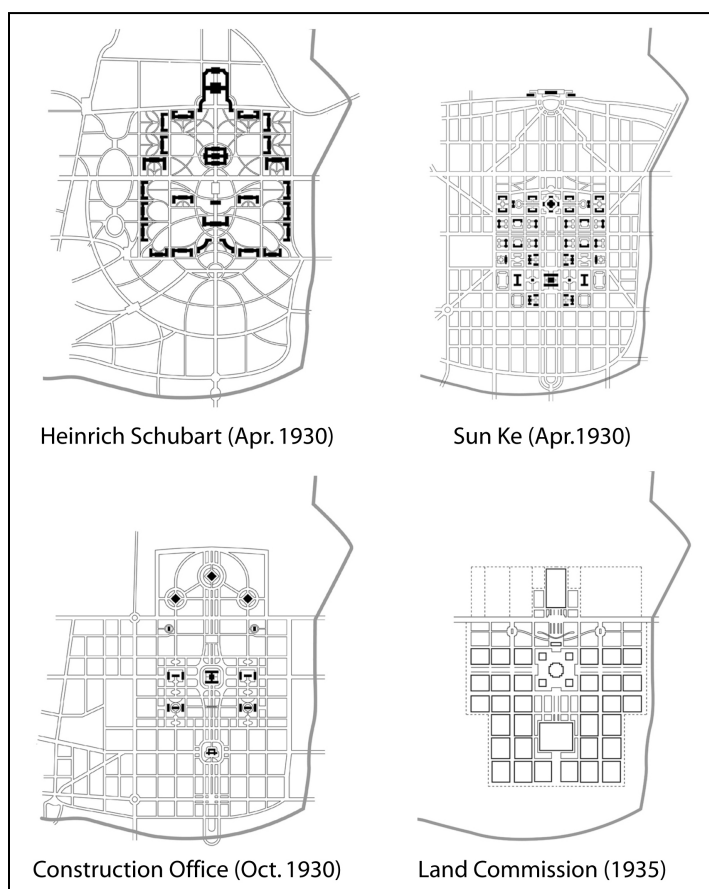 Heinrich Schubart (Apr. 1930)
Sun Ke (Apr.1930)
Construction Office (Oct. 1930)
Land Commission (1935)